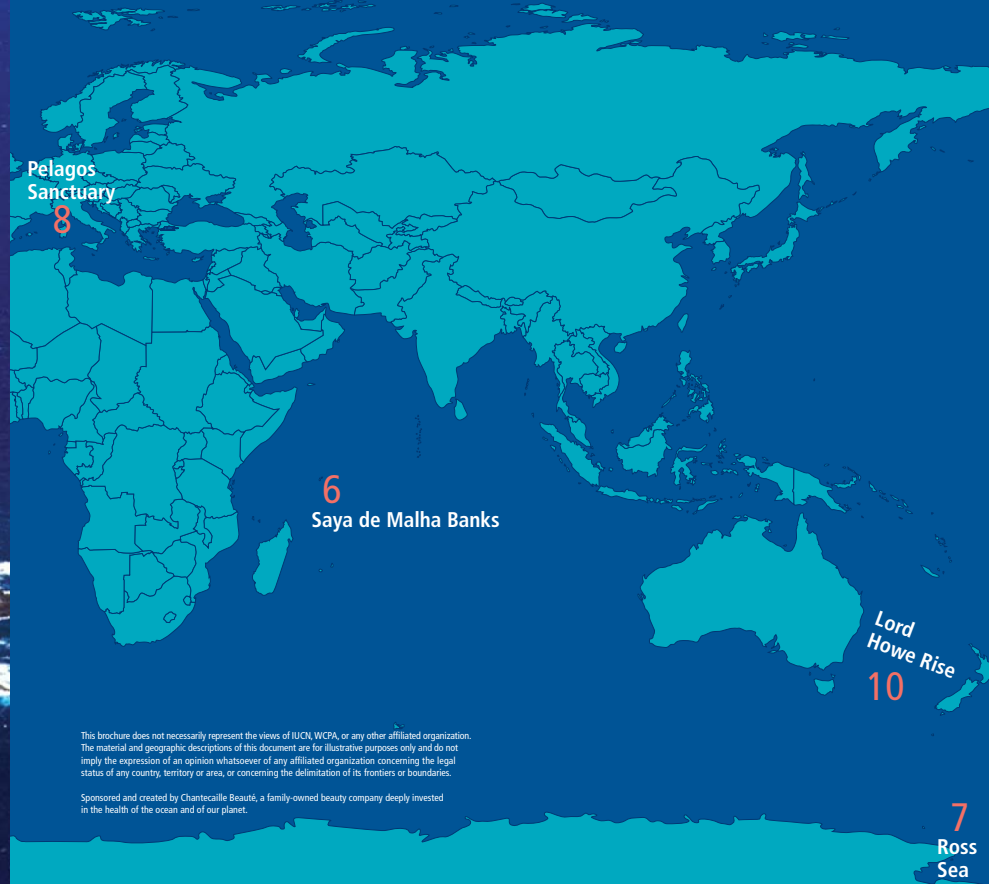 Pelagos
Sanctuary
8
6
Saya de Malha Banks
Lord
Howe Rise
10
This brochure does not necessarily represent the views of IUCN, WCPA, or any other affiliated organization.
The material and geographic descriptions of this document are for illustrative purposes only and do not
imply the expression of an opinion whatsoever of any affiliated organization concerning the legal
status of any country, territory or area, or concerning the delimitation of its frontiers or boundaries.
Sponsored and created by Chantecaille Beauté, a family-owned beauty company deeply invested
in the health of the ocean and of our planet.
7
Ross
Sea